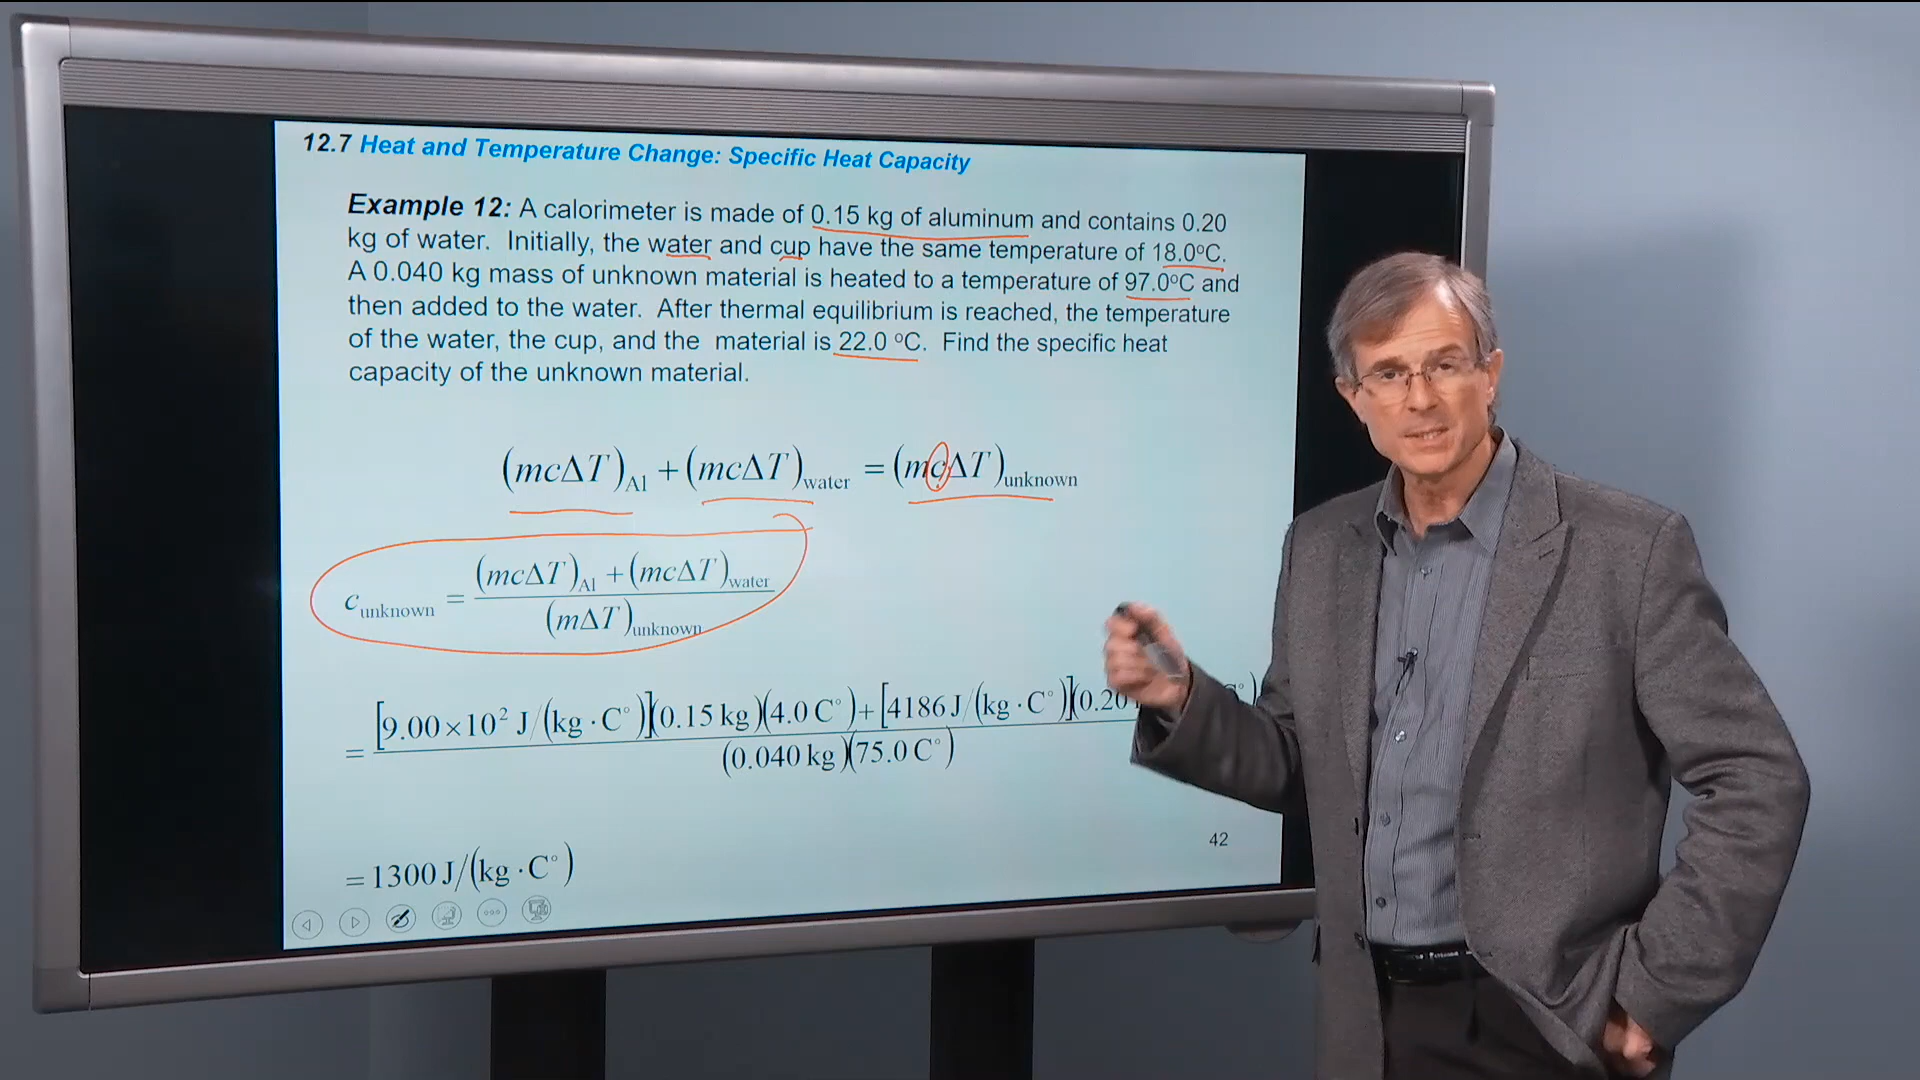 12.7 Heat and Temperature Change: Specific Heat Capacity
Example 12: A calorimeter is made of 0.15 kg of aluminum and contains 0.20
kg of water. Initially, the water and cup have the same temperature of 18.0ºC.
A 0.040 kg mass of unknown material is heated to a temperature of 97.0ºC and
then added to the water. After thermal equilibrium is reached, the temperature
of the water, the cup, and the material is 22.0 ºC. Find the specific heat
capacity of the unknown material.
(mcΔT)Al + (mcΔT)water = (mcΔT)unknown
(mcΔT)Al + (mcΔT)water
c unknown =
(mΔT)unknown
[9.00×10² J/(kg·C°)](0.15 kg)(4.0 C°)+[4186 J/(kg·C°)](0.20
=
(0.040 kg)(75.0 C°)
= 1300 J/(kg·C°)
42